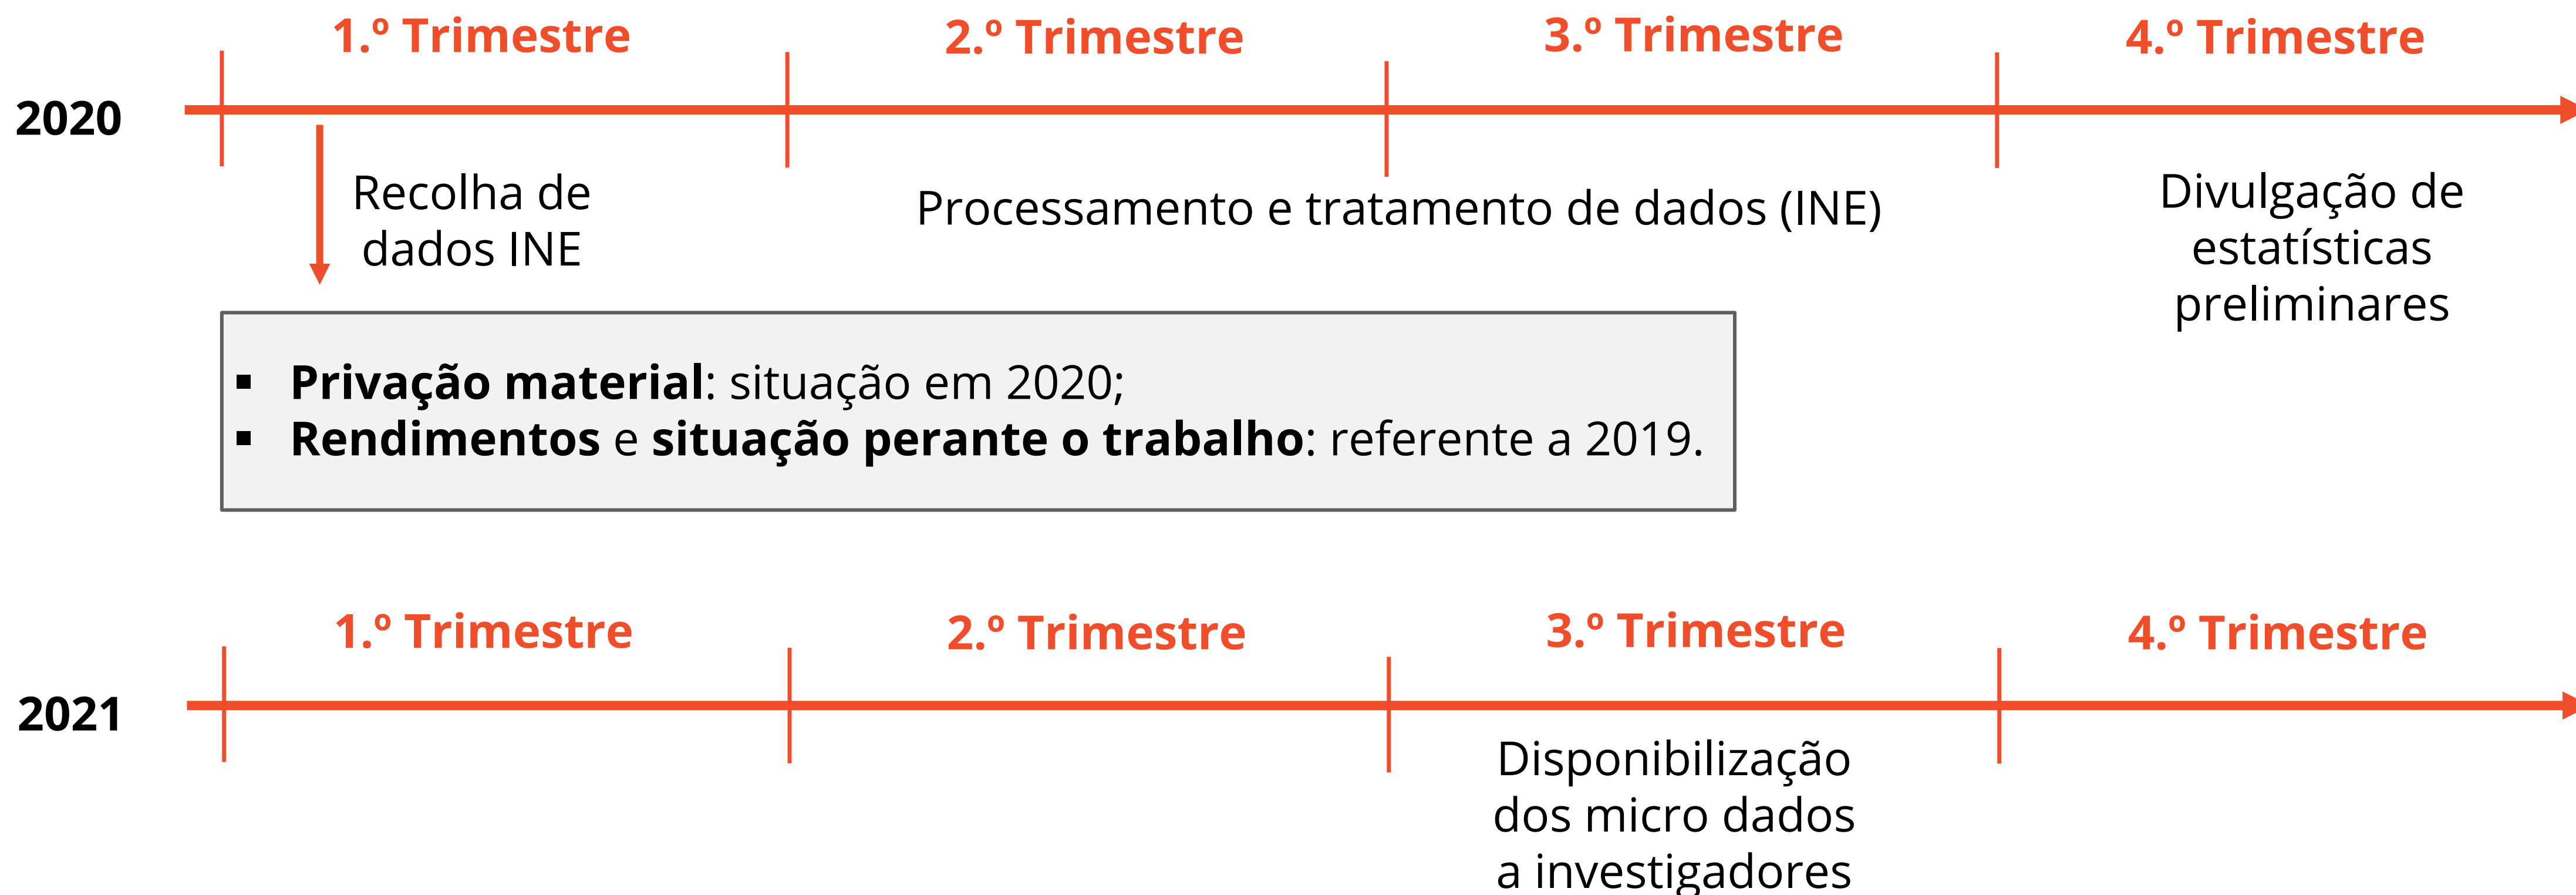 1.º Trimestre
2.º Trimestre
3.º Trimestre
4.º Trimestre
2020
Recolha de
dados INE
Processamento e tratamento de dados (INE)
Divulgação de
estatísticas
preliminares
▪ Privação material: situação em 2020;
▪ Rendimentos e situação perante o trabalho: referente a 2019.
1.º Trimestre
2.º Trimestre
3.º Trimestre
4.º Trimestre
2021
Disponibilização
dos micro dados
a investigadores